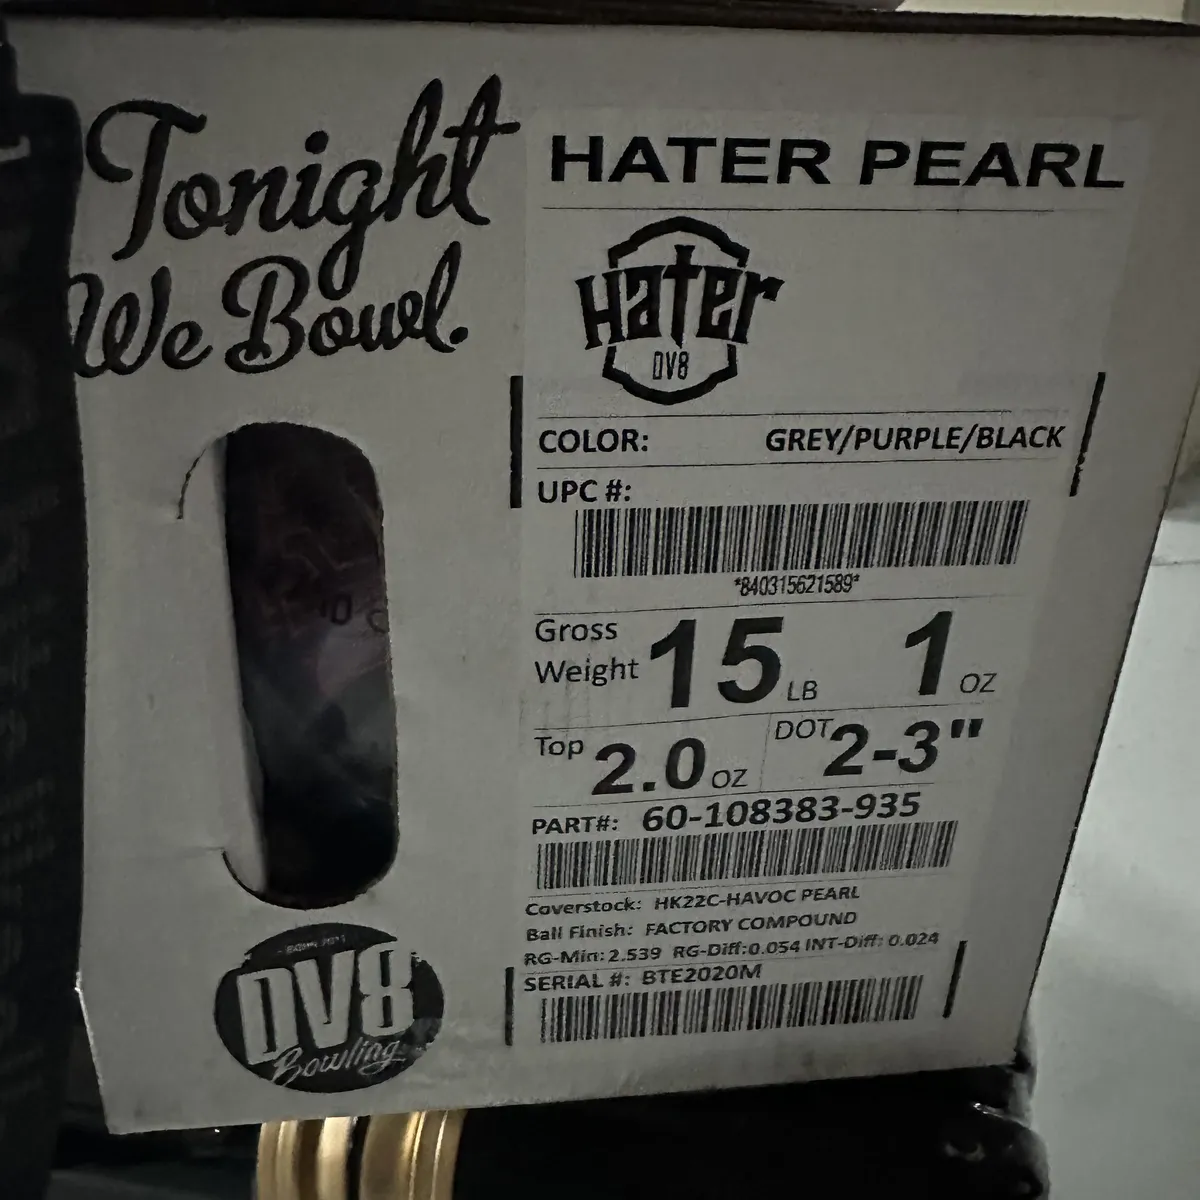 Tonight
We Bowl.
HATER PEARL
Hater
DV8
COLOR: GREY/PURPLE/BLACK
UPC #:
*840315621589*
Gross Weight 15 LB 1 OZ
Top 2.0 OZ DOT 2-3"
PART#: 60-108383-935
Coverstock: HK22C-HAVOC PEARL
Ball Finish: FACTORY COMPOUND
RG-Min: 2.539 RG-Diff:0.054 INT-Diff: 0.024
SERIAL #: BTE2020M
DV8
Bowling